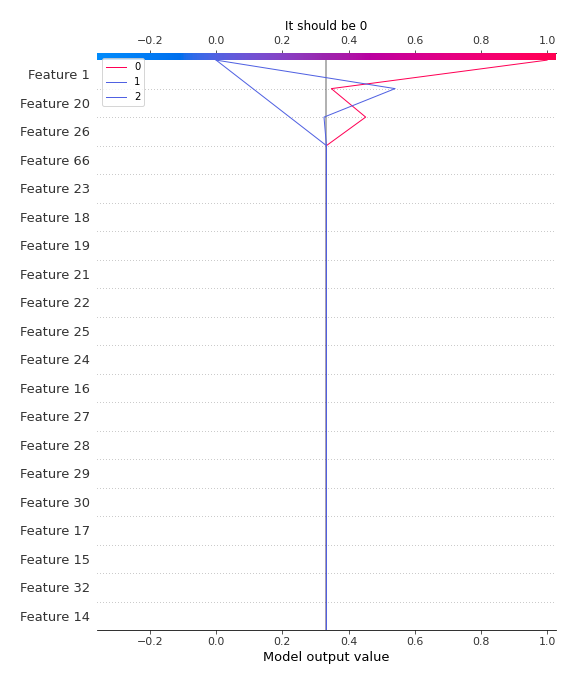 It should be 0
−0.2 0.0 0.2 0.4 0.6 0.8 1.0
0
1
2
Feature 1
Feature 20
Feature 26
Feature 66
Feature 23
Feature 18
Feature 19
Feature 21
Feature 22
Feature 25
Feature 24
Feature 16
Feature 27
Feature 28
Feature 29
Feature 30
Feature 17
Feature 15
Feature 32
Feature 14
−0.2 0.0 0.2 0.4 0.6 0.8 1.0
Model output value